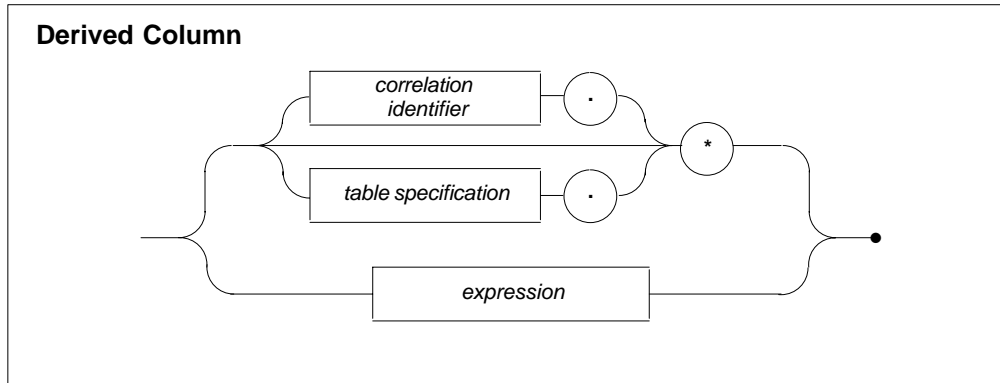 Derived Column
correlation
identifier
.
*
table specification
.
expression